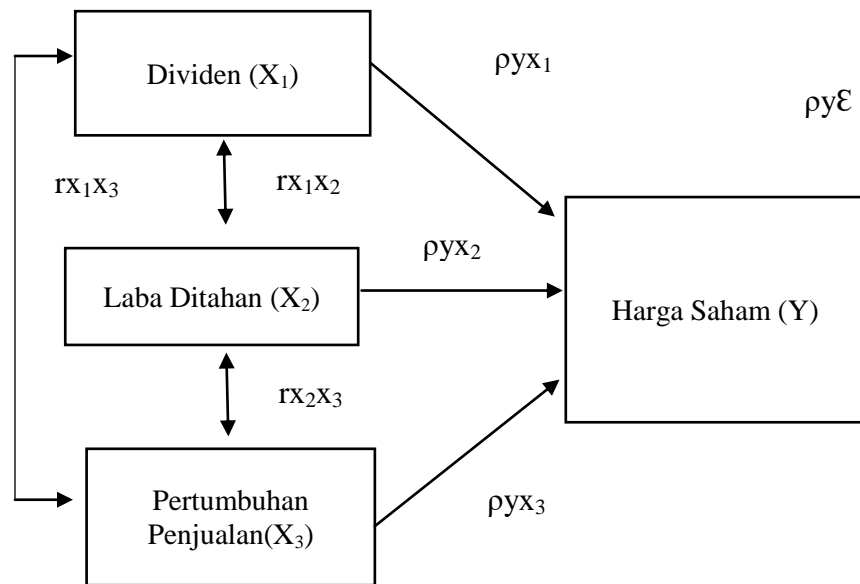 Dividen (X₁)
ρyx₁
ρyƐ
rx₁x₃
rx₁x₂
Laba Ditahan (X₂)
ρyx₂
Harga Saham (Y)
rx₂x₃
Pertumbuhan
Penjualan(X₃)
ρyx₃